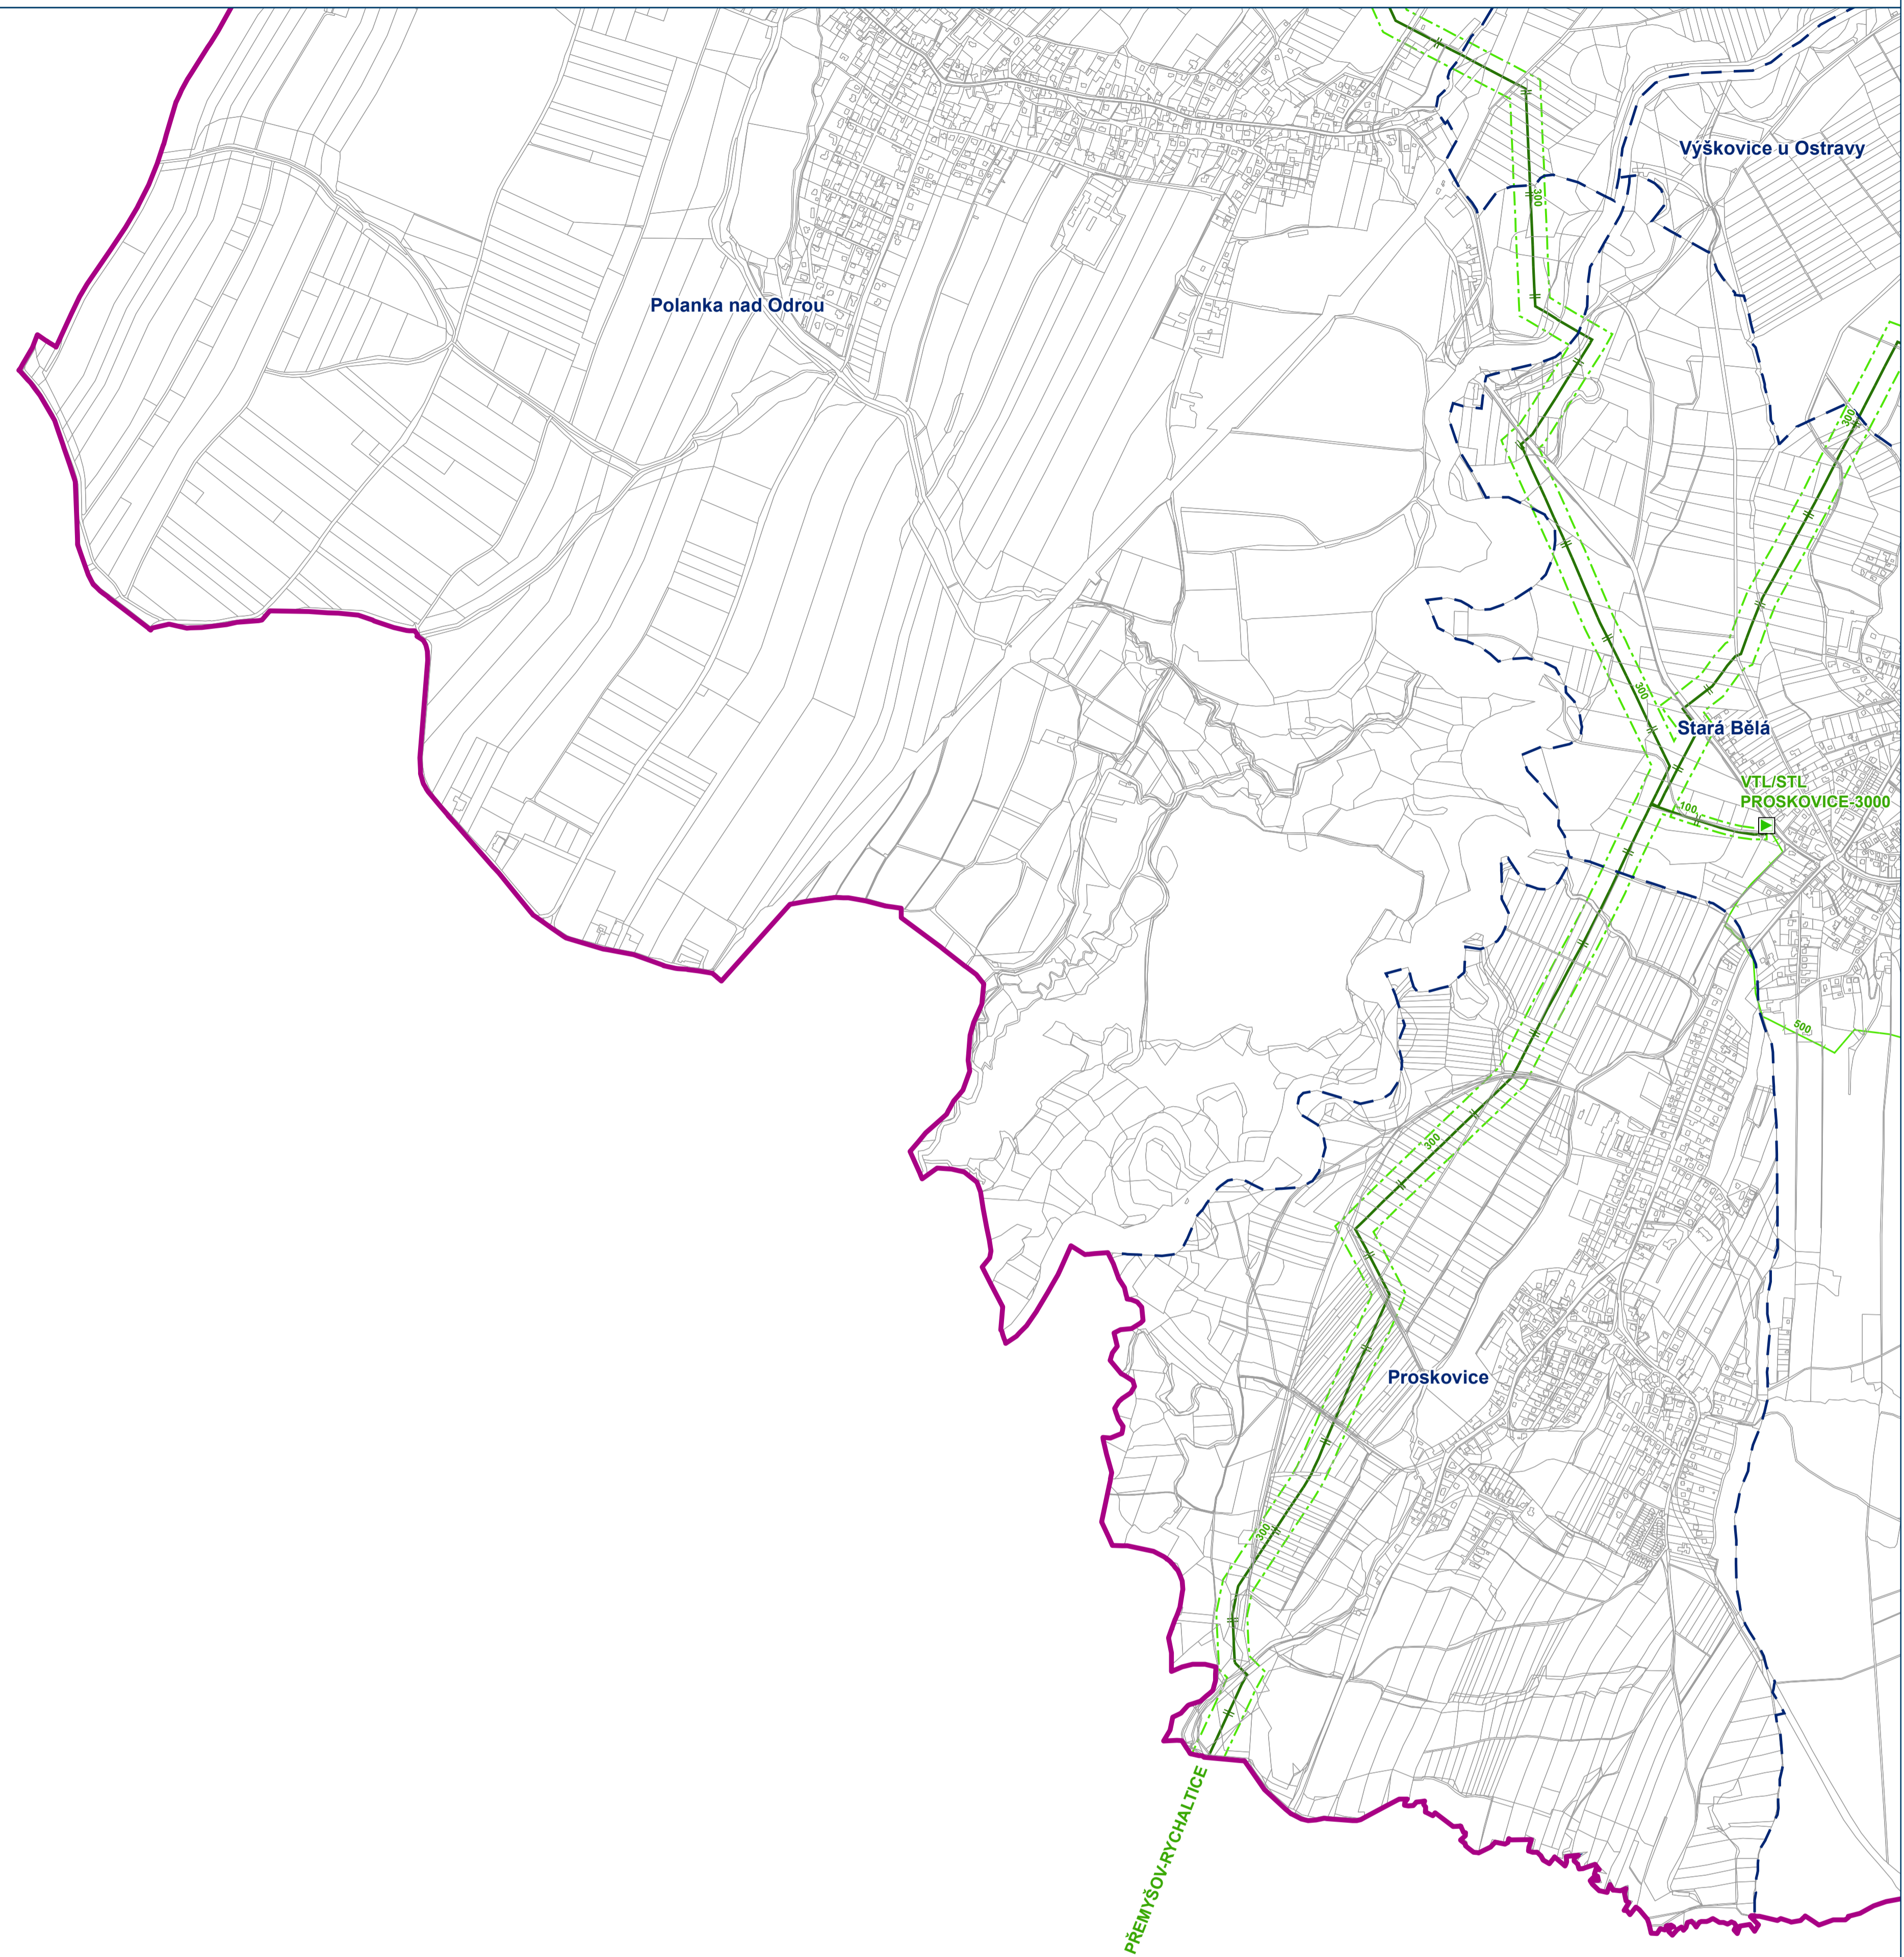 Výškovice u Ostravy
300
Polanka nad Odrou
300
300
Stará Bělá
VTL/STL
PROSKOVICE-3000
100
500
300
Proskovice
300
PŘEMYŠOV-RYCHALTICE